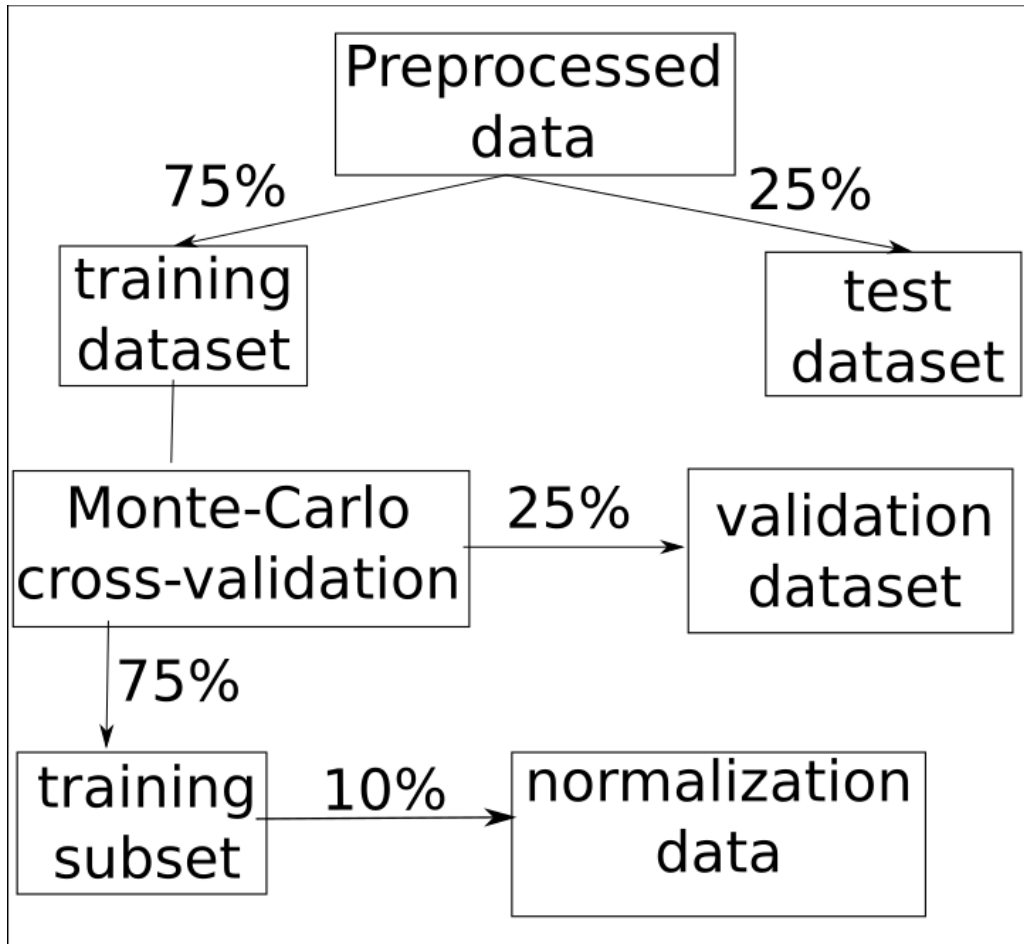 Preprocessed
data
75%
25%
training
dataset
test
dataset
Monte-Carlo
cross-validation
25%
validation
dataset
75%
training
subset
10%
normalization
data